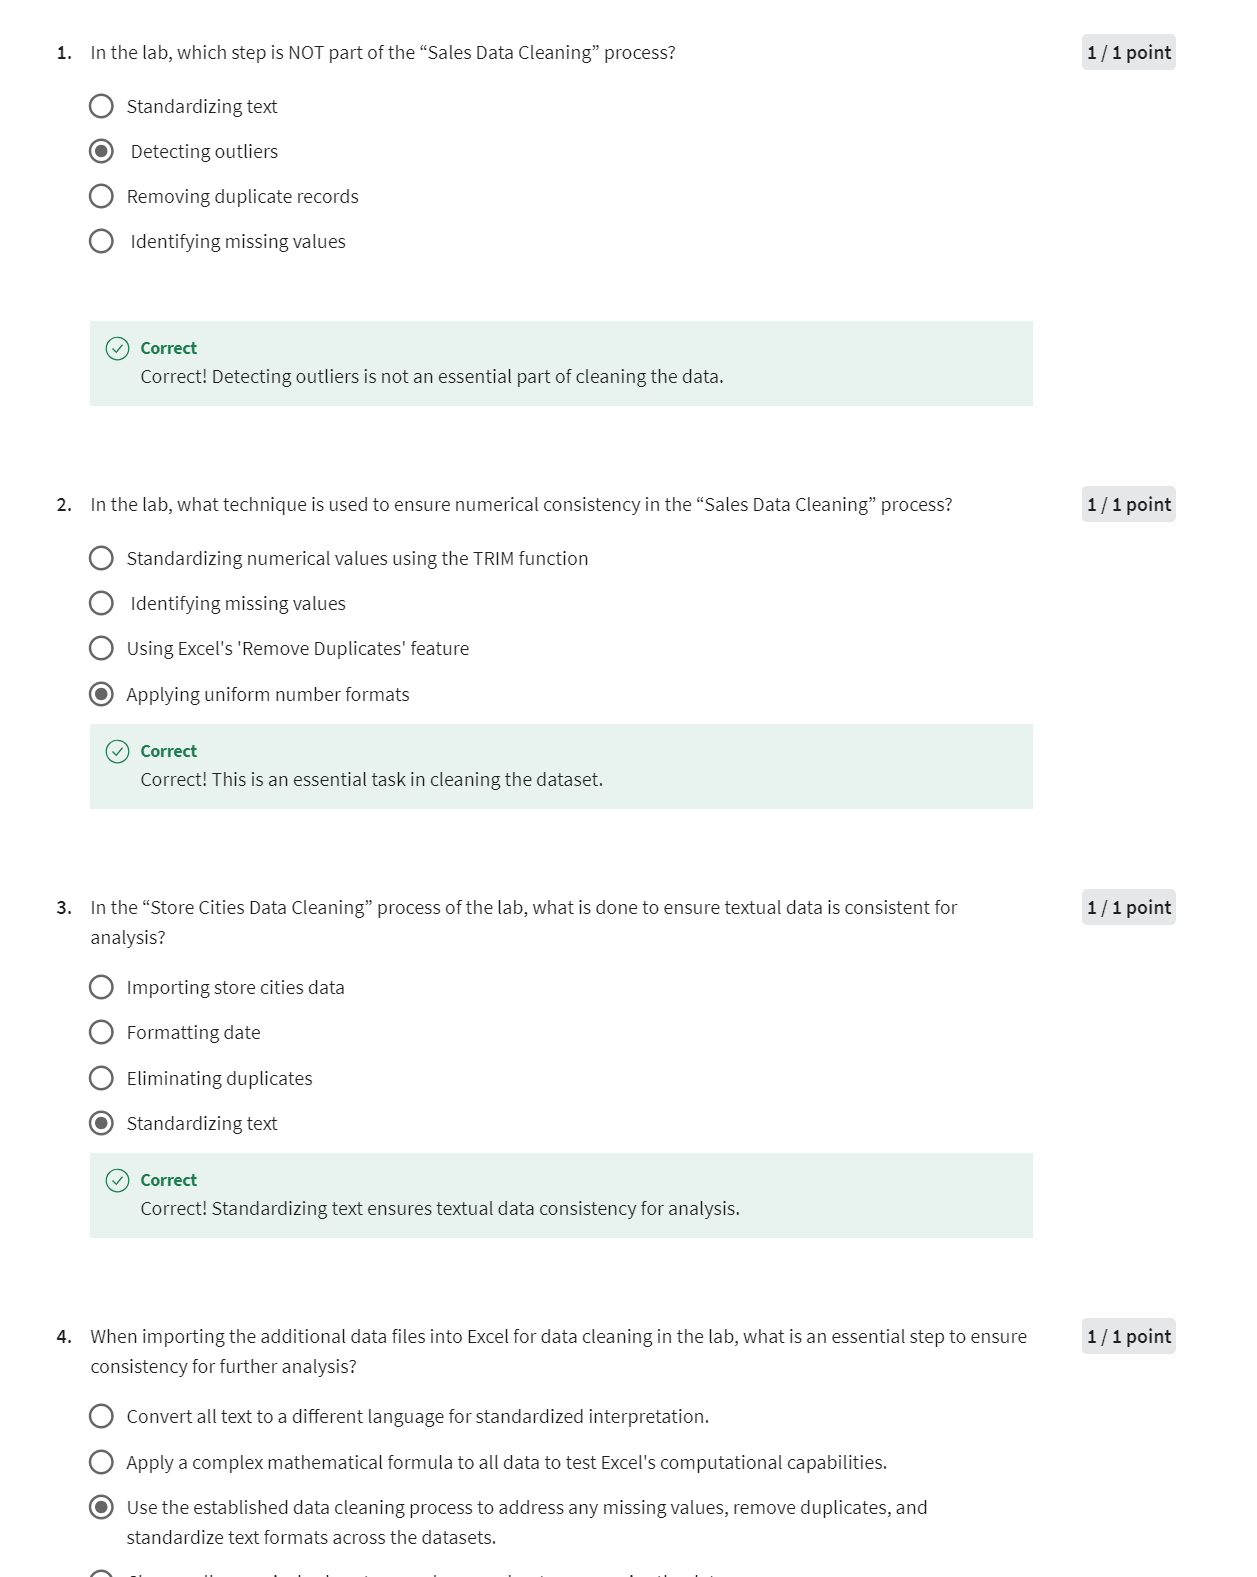 1. In the lab, which step is NOT part of the “Sales Data Cleaning” process?
1 / 1 point
Standardizing text
Detecting outliers
Removing duplicate records
Identifying missing values
Correct
Correct! Detecting outliers is not an essential part of cleaning the data.
2. In the lab, what technique is used to ensure numerical consistency in the “Sales Data Cleaning” process?
1 / 1 point
Standardizing numerical values using the TRIM function
Identifying missing values
Using Excel's 'Remove Duplicates' feature
Applying uniform number formats
Correct
Correct! This is an essential task in cleaning the dataset.
3. In the “Store Cities Data Cleaning” process of the lab, what is done to ensure textual data is consistent for
analysis?
1 / 1 point
Importing store cities data
Formatting date
Eliminating duplicates
Standardizing text
Correct
Correct! Standardizing text ensures textual data consistency for analysis.
4. When importing the additional data files into Excel for data cleaning in the lab, what is an essential step to ensure
consistency for further analysis?
1 / 1 point
Convert all text to a different language for standardized interpretation.
Apply a complex mathematical formula to all data to test Excel's computational capabilities.
Use the established data cleaning process to address any missing values, remove duplicates, and
standardize text formats across the datasets.